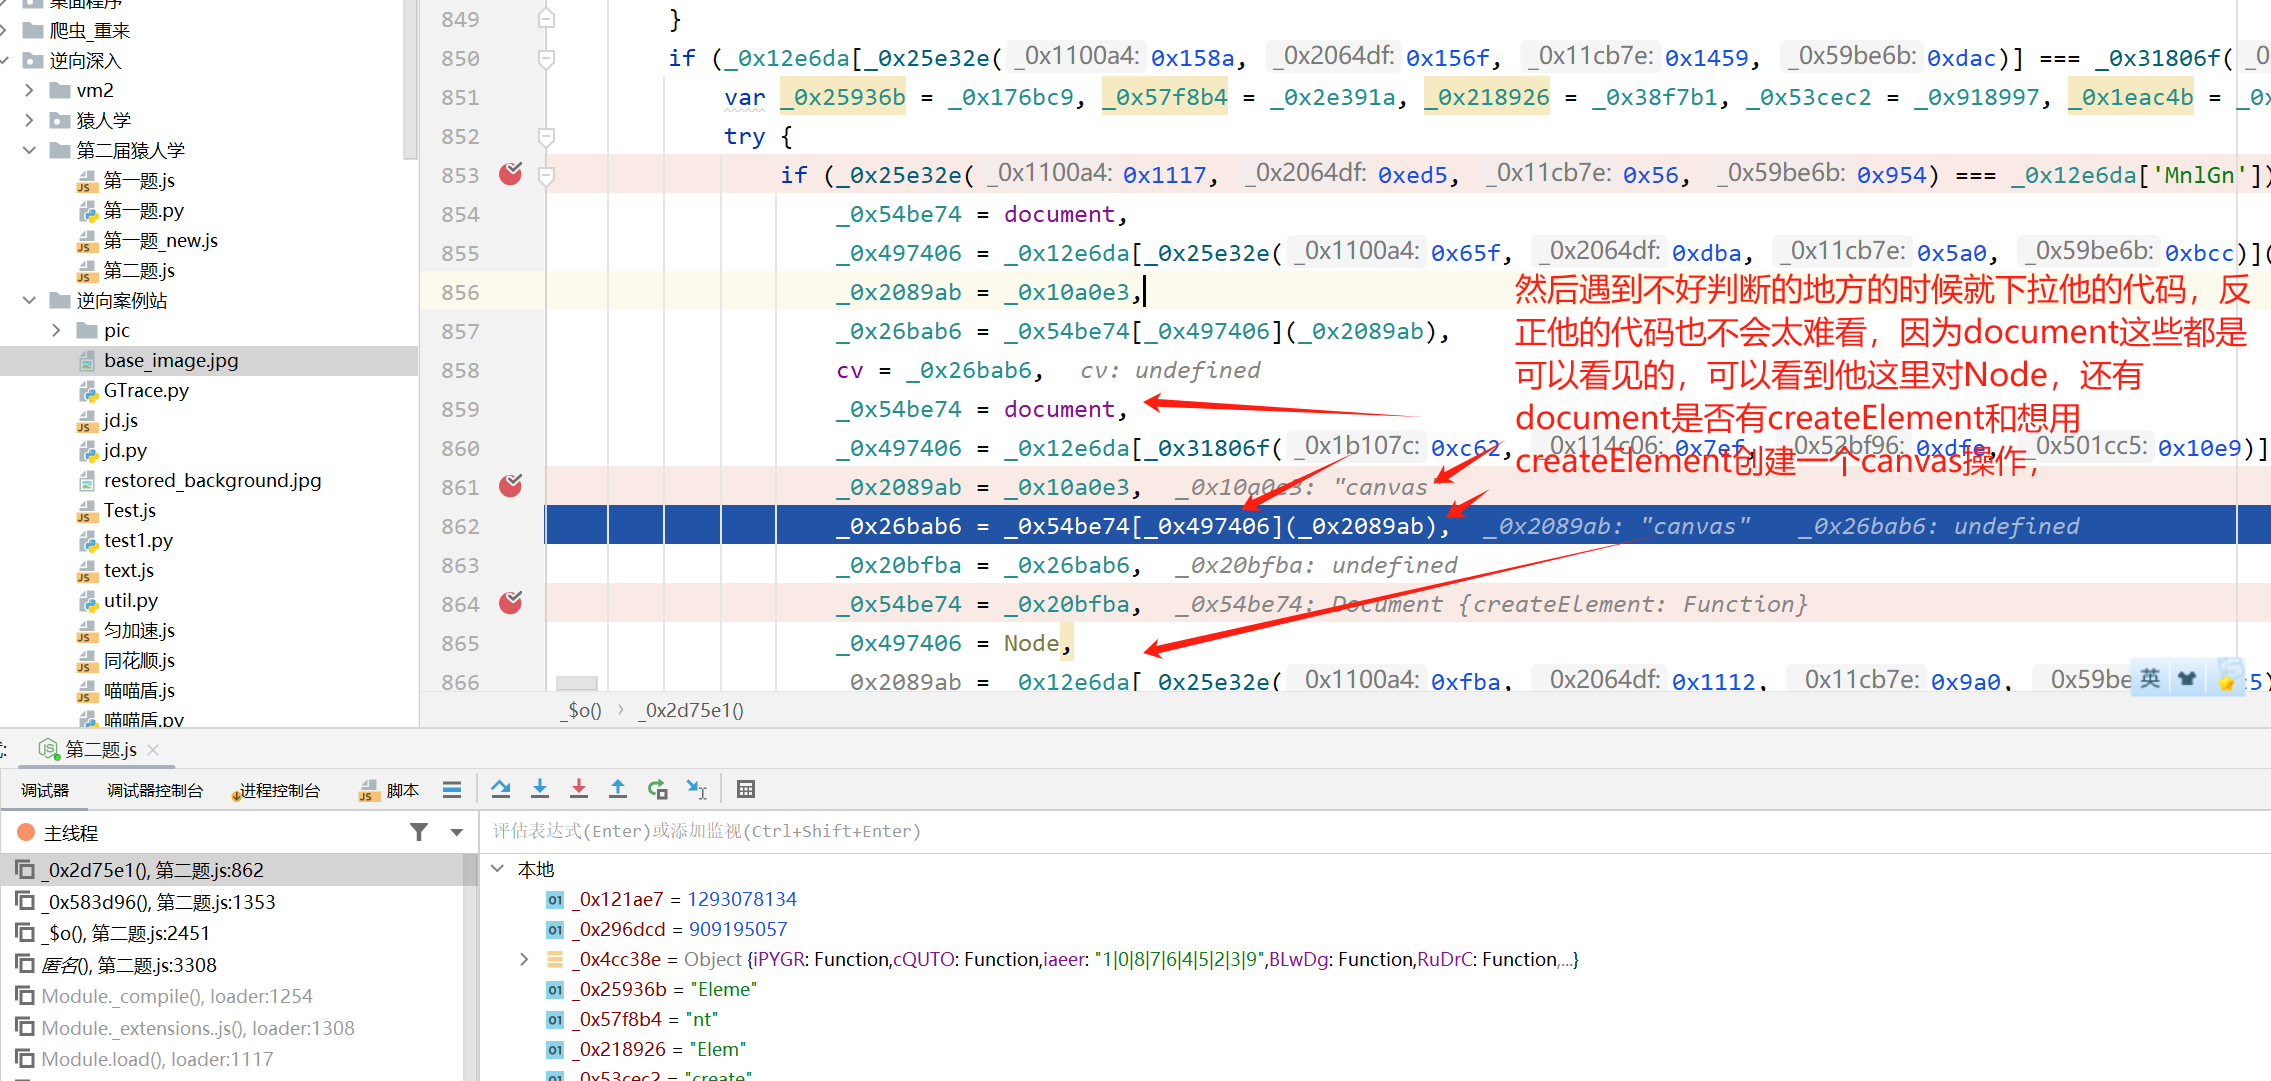 桌面程序
爬虫_重来
逆向深入
vm2
猿人学
第二届猿人学
第一题.js
第一题.py
第一题_new.js
第二题.js
逆向案例站
pic
base_image.jpg
GTrace.py
jd.js
jd.py
restored_background.jpg
Test.js
test1.py
text.js
util.py
匀加速.js
同花顺.js
喵喵盾.js
喵喵盾.py
849 }
850 if (_0x12e6da[_0x25e32e( _0x1100a4: 0x158a, _0x2064df: 0x156f, _0x11cb7e: 0x1459, _0x59be6b: 0xdac)] === _0x31806f(
851 var _0x25936b = _0x176bc9, _0x57f8b4 = _0x2e391a, _0x218926 = _0x38f7b1, _0x53cec2 = _0x918997, _0x1eac4b =
852 try {
853 if (_0x25e32e( _0x1100a4: 0x1117, _0x2064df: 0xed5, _0x11cb7e: 0x56, _0x59be6b: 0x954) === _0x12e6da['MnlGn'])
854 _0x54be74 = document,
855 _0x497406 = _0x12e6da[_0x25e32e( _0x1100a4: 0x65f, _0x2064df: 0xdba, _0x11cb7e: 0x5a0, _0x59be6b: 0xbcc)](
856 _0x2089ab = _0x10a0e3,
857 _0x26bab6 = _0x54be74[_0x497406](_0x2089ab),
858 cv = _0x26bab6, cv: undefined
859 _0x54be74 = document,
860 _0x497406 = _0x12e6da[_0x31806f( _0x1b107c: 0xc62, _0x114c06: 0x7ef, _0x52bf96: 0xdfe, _0x501cc5: 0x10e9)]
861 _0x2089ab = _0x10a0e3, _0x10a0e3: "canvas"
862 _0x26bab6 = _0x54be74[_0x497406](_0x2089ab), _0x2089ab: "canvas" _0x26bab6: undefined
863 _0x20bfba = _0x26bab6, _0x20bfba: undefined
864 _0x54be74 = _0x20bfba, _0x54be74: Document {createElement: Function}
865 _0x497406 = Node,
866 _0x2089ab = _0x12e6da[_0x25e32e( _0x1100a4: 0xfba, _0x2064df: 0x1112, _0x11cb7e: 0x9a0,
然后遇到不好判断的地方的时候就下拉他的代码，反
正他的代码也不会太难看，因为document这些都是
可以看见的，可以看到他这里对Node，还有
document是否有createElement和想用
createElement创建一个canvas操作，
英
_$o() › _0x2d75e1()
第二题.js
调试器 调试器控制台 进程控制台 脚本
主线程
评估表达式(Enter)或添加监视(Ctrl+Shift+Enter)
_0x2d75e1(), 第二题.js:862
_0x583d96(), 第二题.js:1353
_$o(), 第二题.js:2451
匿名(), 第二题.js:3308
Module._compile(), loader:1254
Module._extensions..js(), loader:1308
Module.load(), loader:1117
本地
_0x121ae7 = 1293078134
_0x296dcd = 909195057
_0x4cc38e = Object {iPYGR: Function,cQUTO: Function,iaeer: "1|0|8|7|6|4|5|2|3|9",BLwDg: Function,RuDrC: Function,...}
_0x25936b = "Eleme"
_0x57f8b4 = "nt"
_0x218926 = "Elem"
_0x53cec2 = "create"